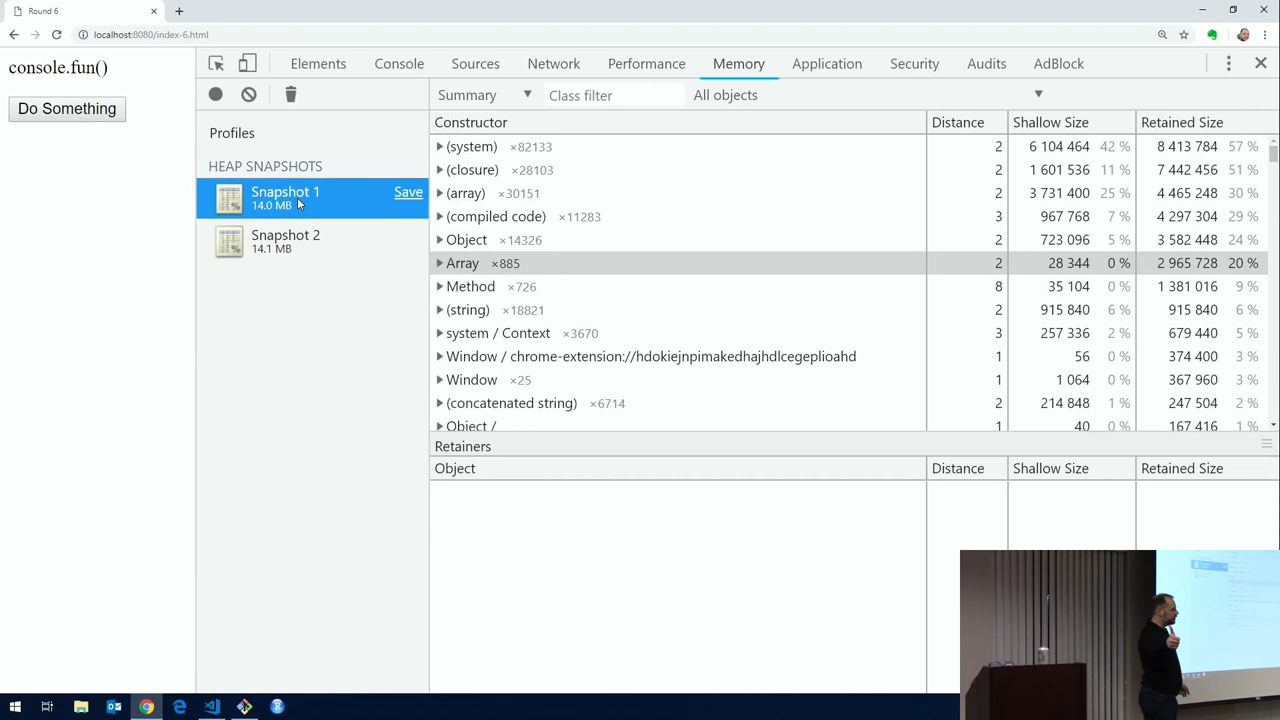 Round 6
localhost:8080/index-6.html
console.fun()
Do Something
Elements Console Sources Network Performance Memory Application Security Audits AdBlock
Summary Class filter All objects
Profiles
HEAP SNAPSHOTS
Snapshot 1 Save
14.0 MB
Snapshot 2
14.1 MB
Constructor Distance Shallow Size Retained Size
(system) ×82133 2 6 104 464 42 % 8 413 784 57 %
(closure) ×28103 2 1 601 536 11 % 7 442 456 51 %
(array) ×30151 2 3 731 400 25 % 4 465 248 30 %
(compiled code) ×11283 3 967 768 7 % 4 297 304 29 %
Object ×14326 2 723 096 5 % 3 582 448 24 %
Array ×885 2 28 344 0 % 2 965 728 20 %
Method ×726 8 35 104 0 % 1 381 016 9 %
(string) ×18821 2 915 840 6 % 915 840 6 %
system / Context ×3670 3 257 336 2 % 679 440 5 %
Window / chrome-extension://hdokiejnpimakedhajhdlcegeplioahd 1 56 0 % 374 400 3 %
Window ×25 1 1 064 0 % 367 960 3 %
(concatenated string) ×6714 2 214 848 1 % 247 504 2 %
Object / 1 40 0 % 167 416 1 %
Retainers
Object Distance Shallow Size Retained Size